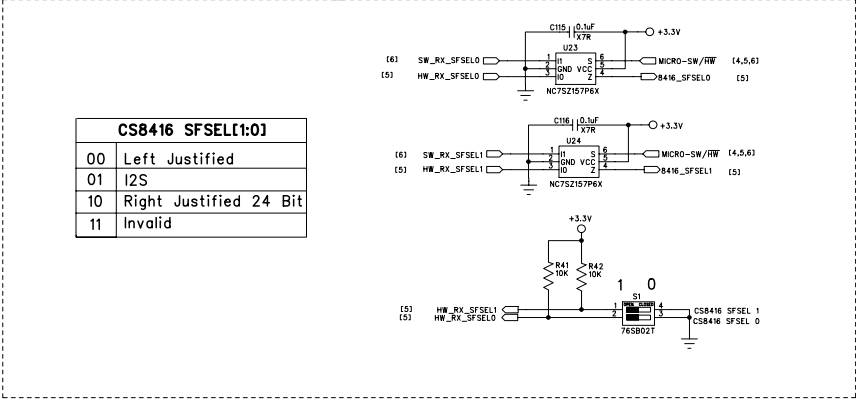 CS8416 SFSEL[1:0]
00 Left Justified
01 I2S
10 Right Justified 24 Bit
11 Invalid
C115 0.1uF
X7R
+3.3V
U23
[6] SW_RX_SFSEL0 1 I1 S 6 MICRO-SW/HW [4,5,6]
2 GND VCC 5
[5] HW_RX_SFSEL0 3 I0 Z 4 8416_SFSEL0 [5]
NC7SZ157P6X
C116 0.1uF
X7R
+3.3V
U24
[6] SW_RX_SFSEL1 1 I1 S 6 MICRO-SW/HW [4,5,6]
2 GND VCC 5
[5] HW_RX_SFSEL1 3 I0 Z 4 8416_SFSEL1 [5]
NC7SZ157P6X
+3.3V
R41
10K
R42
10K
1 0
S1
OPEN CLOSED
[5] HW_RX_SFSEL1 1 4 CS8416 SFSEL 1
[5] HW_RX_SFSEL0 2 3 CS8416 SFSEL 0
76SB02T